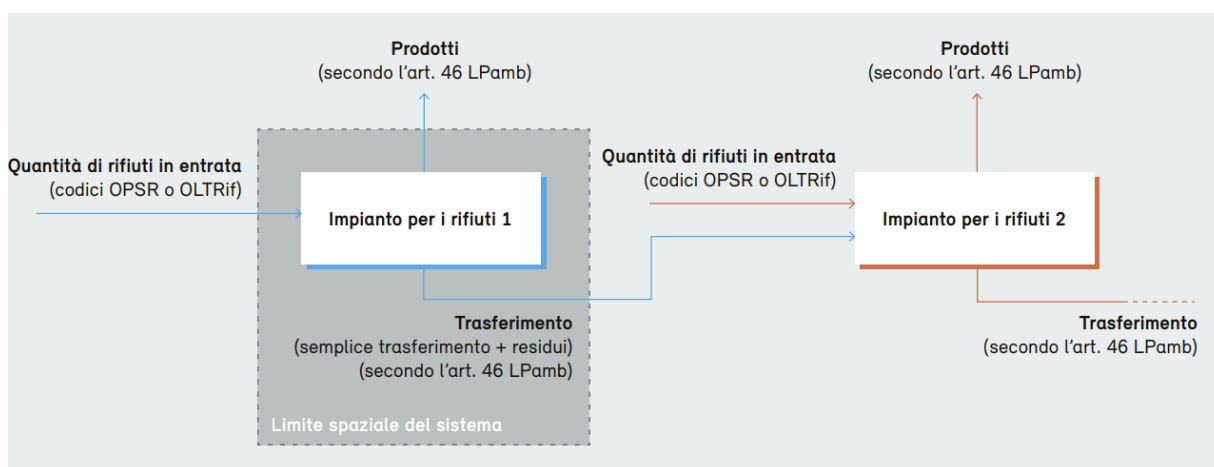 Prodotti
(secondo l'art. 46 LPamb)
Prodotti
(secondo l'art. 46 LPamb)
Quantità di rifiuti in entrata
(codici OPSR o OLTRif)
Quantità di rifiuti in entrata
(codici OPSR o OLTRif)
Impianto per i rifiuti 1
Impianto per i rifiuti 2
Trasferimento
(semplice trasferimento + residui)
(secondo l'art. 46 LPamb)
Trasferimento
(secondo l'art. 46 LPamb)
Limite spaziale del sistema